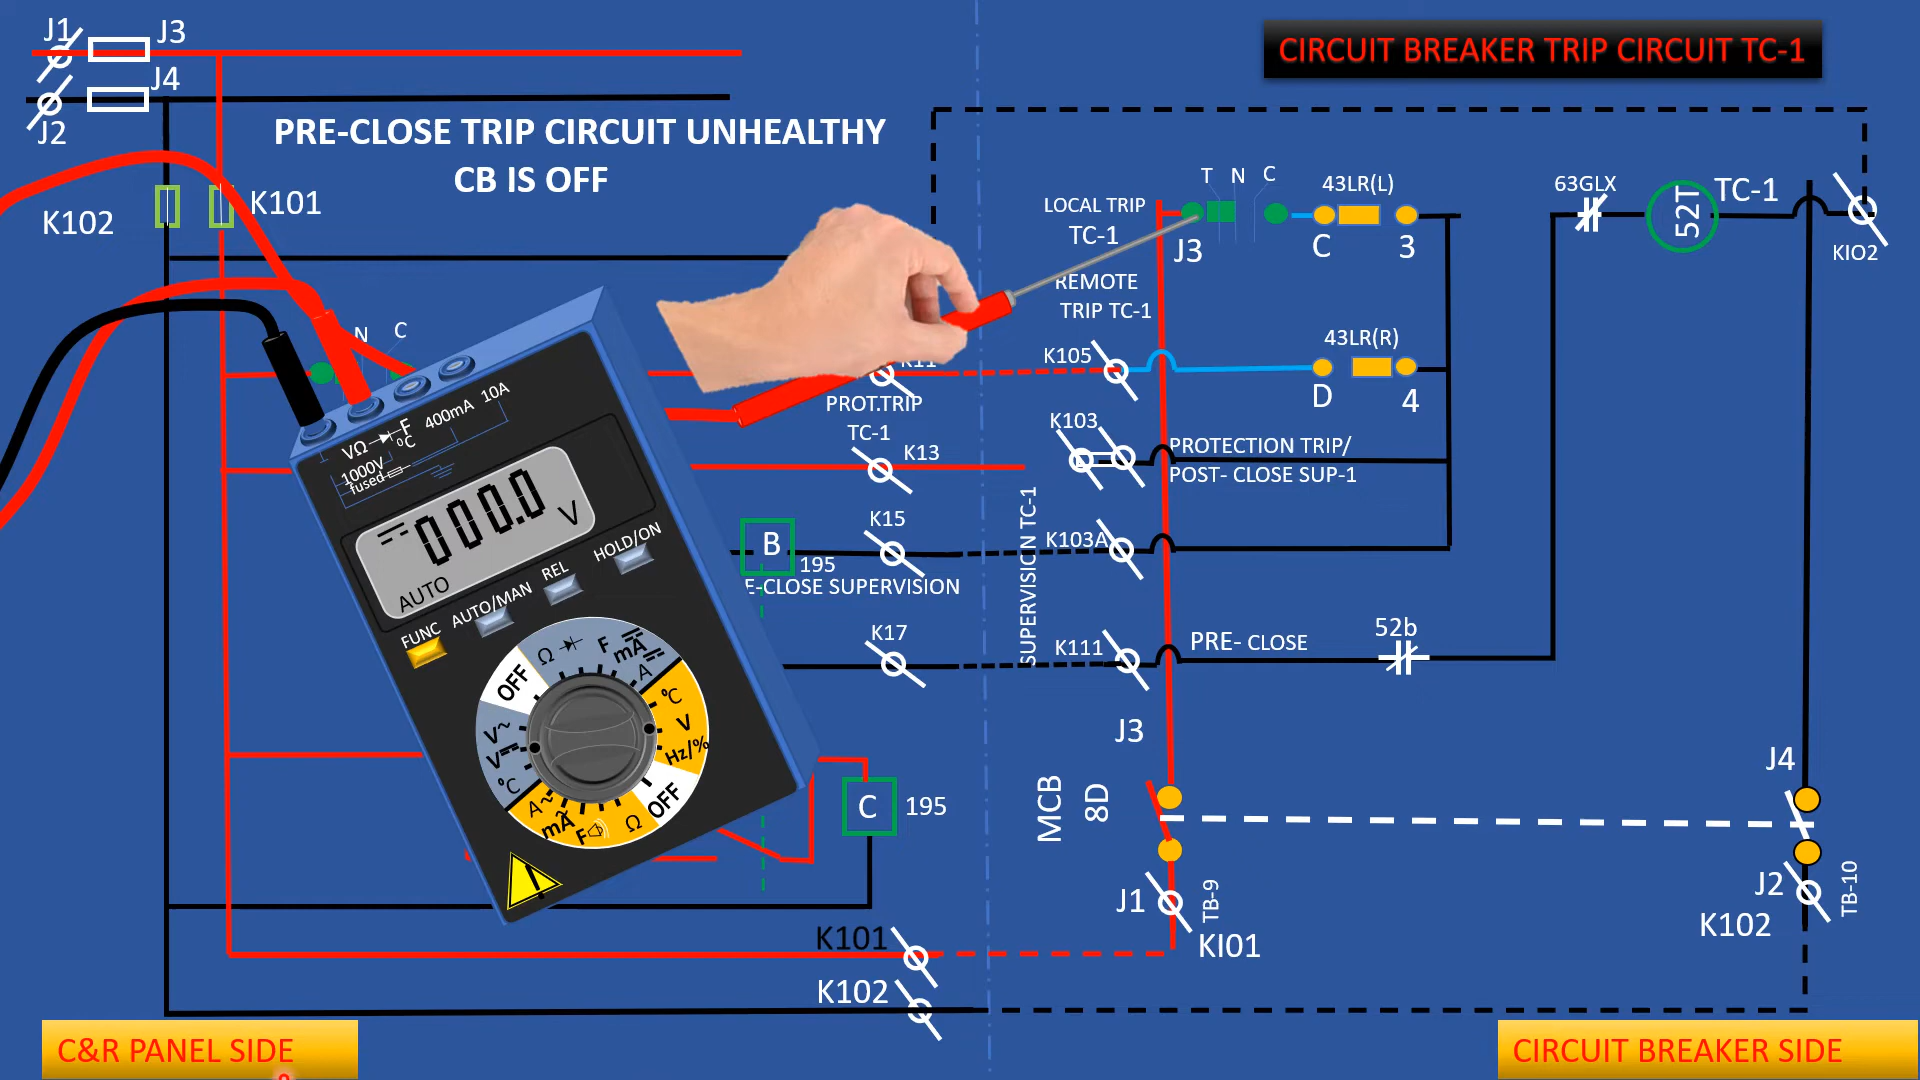 J1
J3
J4
J2
CIRCUIT BREAKER TRIP CIRCUIT TC-1
PRE-CLOSE TRIP CIRCUIT UNHEALTHY
CB IS OFF
K102
K101
LOCAL TRIP
TC-1
T N C
J3
43LR(L)
C 3
63GLX
52T
TC-1
KIO2
REMOTE
TRIP TC-1
43LR(R)
D 4
N C
K11
K105
PROT.TRIP
TC-1
K13
K103
PROTECTION TRIP/
POST- CLOSE SUP-1
VΩ F
°C
400mA 10A
1000V
fused
000.0 V
AUTO
FUNC AUTO/MAN REL HOLD/ON
OFF Ω F mA A
°C V Hz/% OFF Ω F mA A~
°C V V~
B
195
E-CLOSE SUPERVISION
K15
SUPERVISION TC-1
K103A
K17
K111
PRE- CLOSE
52b
J3
MCB
8D
J4
C
195
J1
TB-9
KI01
J2
K102
TB-10
K101
K102
C&R PANEL SIDE
CIRCUIT BREAKER SIDE